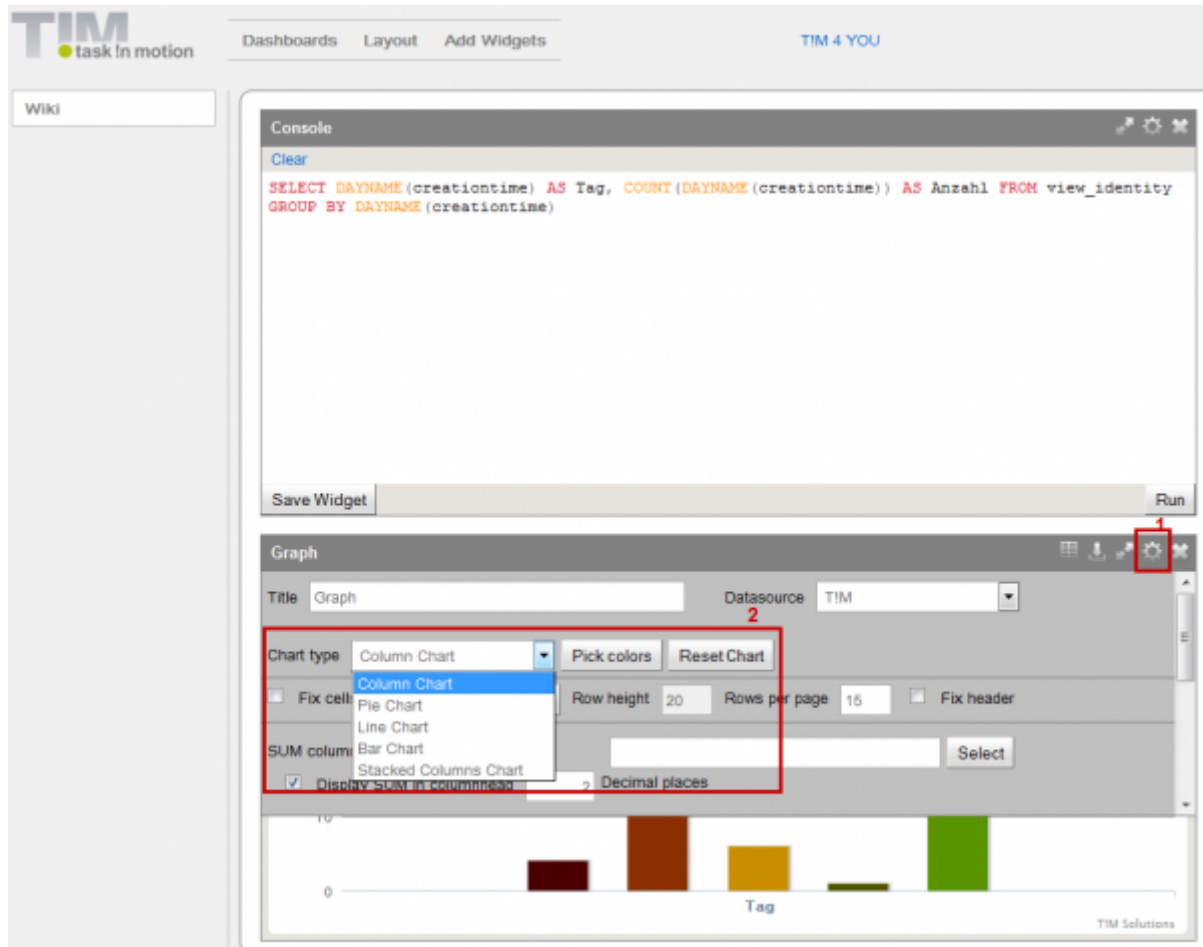 T!M
task !n motion
Dashboards Layout Add Widgets
T!M 4 YOU
Wiki
Console
Clear
SELECT DAYNAME(creationtime) AS Tag, COUNT(DAYNAME(creationtime)) AS Anzahl FROM view_identity
GROUP BY DAYNAME(creationtime)
Save Widget
Run
1
Graph
Title Graph
Datasource T!M
2
Chart type Column Chart Pick colors Reset Chart
Column Chart
Pie Chart
Line Chart
Bar Chart
Stacked Columns Chart
Fix cell Row height 20 Rows per page 15 Fix header
SUM colum Select
Display SUM in columnhead 2 Decimal places
10
0
Tag
T!M Solutions